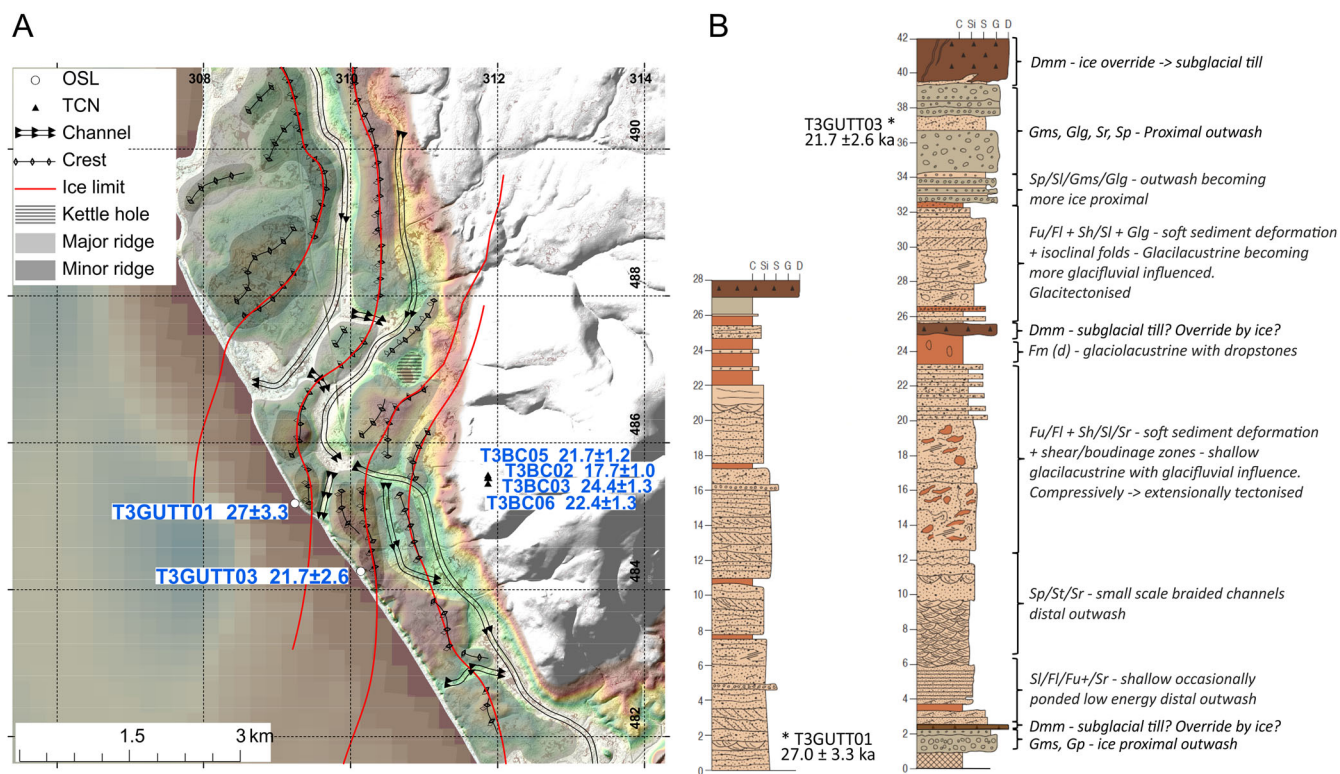 A
OSL
TCN
Channel
Crest
Ice limit
Kettle hole
Major ridge
Minor ridge
308
310
312
314
490
488
486
484
482
T3BC05 21.7±1.2
T3BC02 17.7±1.0
T3BC03 24.4±1.3
T3BC06 22.4±1.3
T3GUTT01 27±3.3
T3GUTT03 21.7±2.6
1.5
3 km
B
C Si S G D
28
26
24
22
20
18
16
14
12
10
8
6
4
2
0
* T3GUTT01
27.0 ± 3.3 ka
T3GUTT03 *
21.7 ±2.6 ka
C Si S G D
42
40
38
36
34
32
30
28
26
24
22
20
18
16
14
12
10
8
6
4
2
0
Dmm - ice override -> subglacial till
Gms, Glg, Sr, Sp - Proximal outwash
Sp/Sl/Gms/Glg - outwash becoming
more ice proximal
Fu/Fl + Sh/Sl + Glg - soft sediment deformation
+ isoclinal folds - Glacilacustrine becoming
more glacifluvial influenced.
Glacitectonised
Dmm - subglacial till? Override by ice?
Fm (d) - glaciolacustrine with dropstones
Fu/Fl + Sh/Sl/Sr - soft sediment deformation
+ shear/boudinage zones - shallow
glacilacustrine with glacifluvial influence.
Compressively -> extensionally tectonised
Sp/St/Sr - small scale braided channels
distal outwash
Sl/Fl/Fu+/Sr - shallow occasionally
ponded low energy distal outwash
Dmm - subglacial till? Override by ice?
Gms, Gp - ice proximal outwash